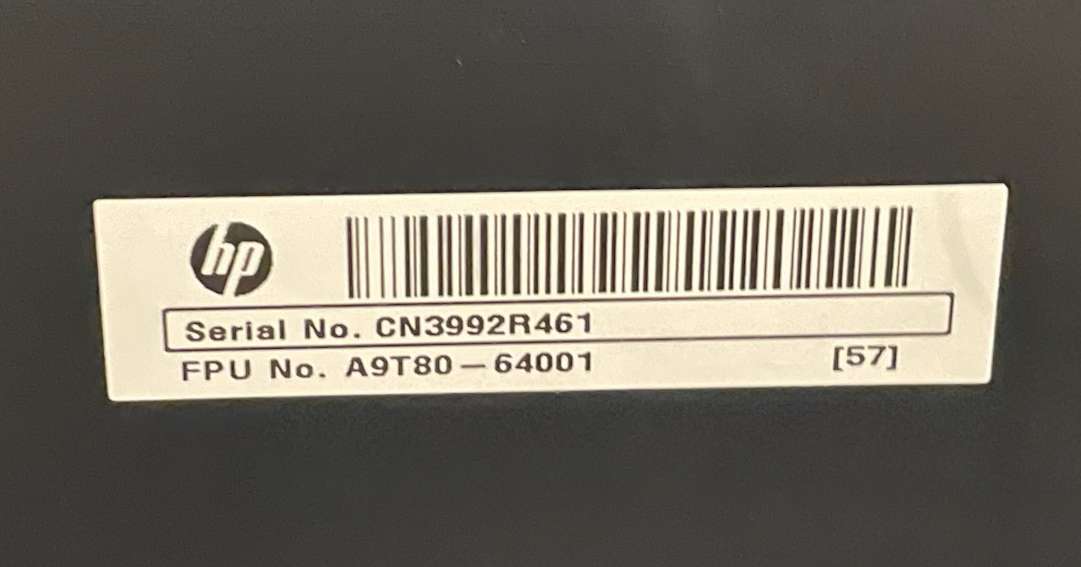 hp
Serial No. CN3992R461
FPU No. A9T80-64001 [57]